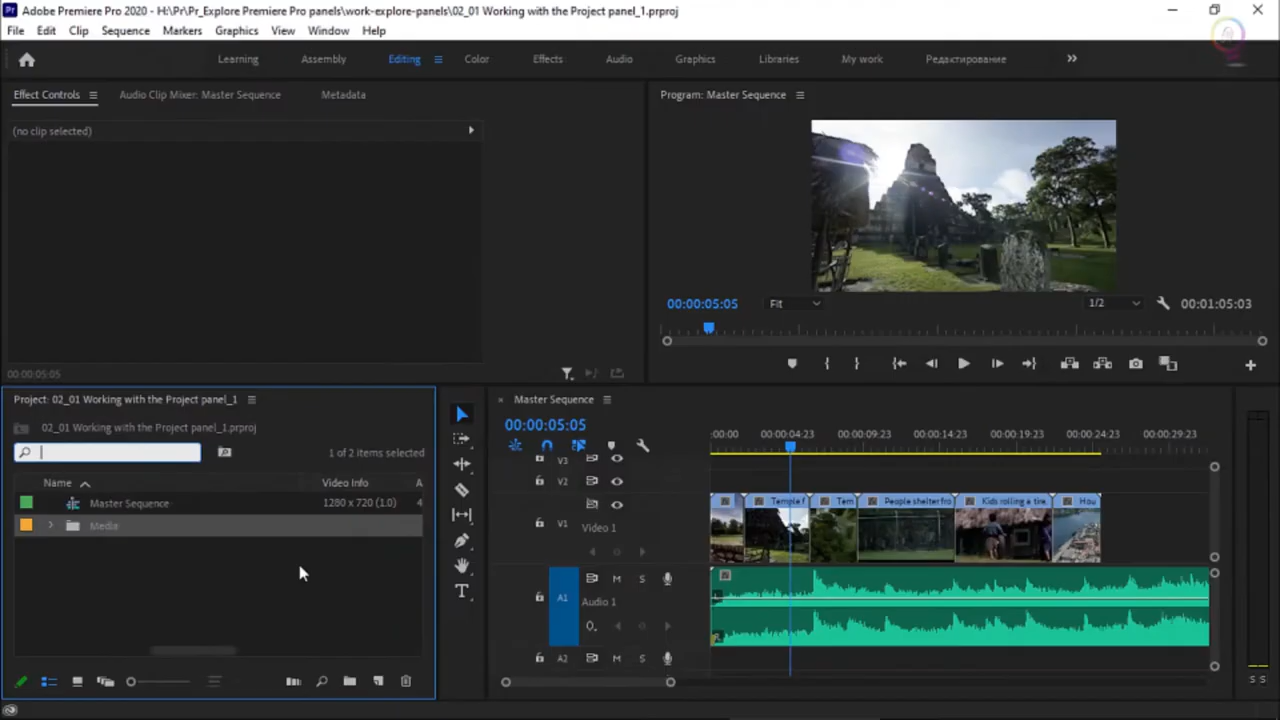 Pr Adobe Premiere Pro 2020 - H:\Pr\Pr_Explore Premiere Pro panels\work-explore-panels\02_01 Working with the Project panel_1.prproj
File Edit Clip Sequence Markers Graphics View Window Help
Learning Assembly Editing Color Effects Audio Graphics Libraries My work Редактирование
Effect Controls Audio Clip Mixer: Master Sequence Metadata
Program: Master Sequence
(no clip selected)
00:00:05:05 Fit 1/2 00:01:05:03
00:00:05:05
Project: 02_01 Working with the Project panel_1
02_01 Working with the Project panel_1.prproj
1 of 2 items selected
Name Video Info A
Master Sequence 1280 x 720 (1.0) 4
Media
Master Sequence
00:00:05:05
:00:00 00:00:04:23 00:00:09:23 00:00:14:23 00:00:19:23 00:00:24:23 00:00:29:23
V3
V2
Temple f Tem People shelter fro Kids rolling a tire. Hou
V1 Video 1
A1 M S
Audio 1
A2 M S
S S